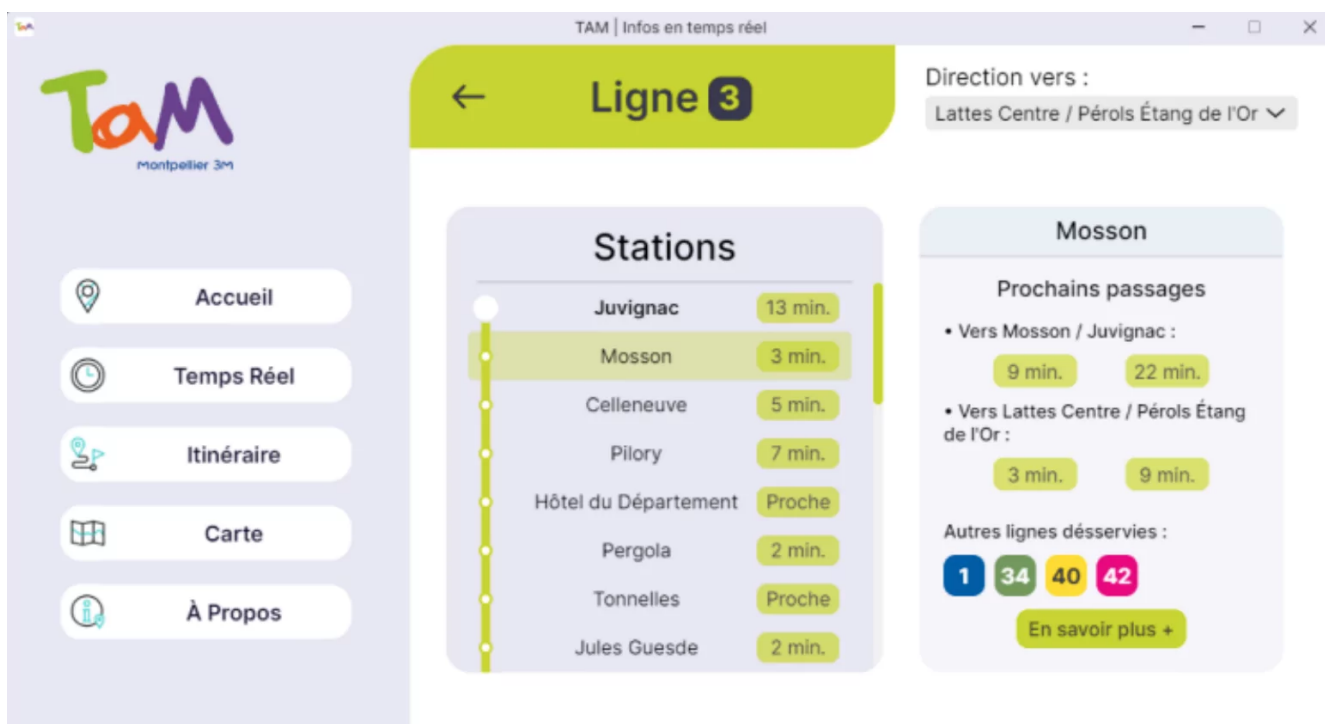 TaM
TAM | Infos en temps réel
TaM
Montpellier 3M
Accueil
Temps Réel
Itinéraire
Carte
À Propos
Ligne 3
Direction vers :
Lattes Centre / Pérols Étang de l'Or
Stations
Juvignac 13 min.
Mosson 3 min.
Celleneuve 5 min.
Pilory 7 min.
Hôtel du Département Proche
Pergola 2 min.
Tonnelles Proche
Jules Guesde 2 min.
Mosson
Prochains passages
• Vers Mosson / Juvignac :
9 min. 22 min.
• Vers Lattes Centre / Pérols Étang
de l'Or :
3 min. 9 min.
Autres lignes désservies :
1 34 40 42
En savoir plus +